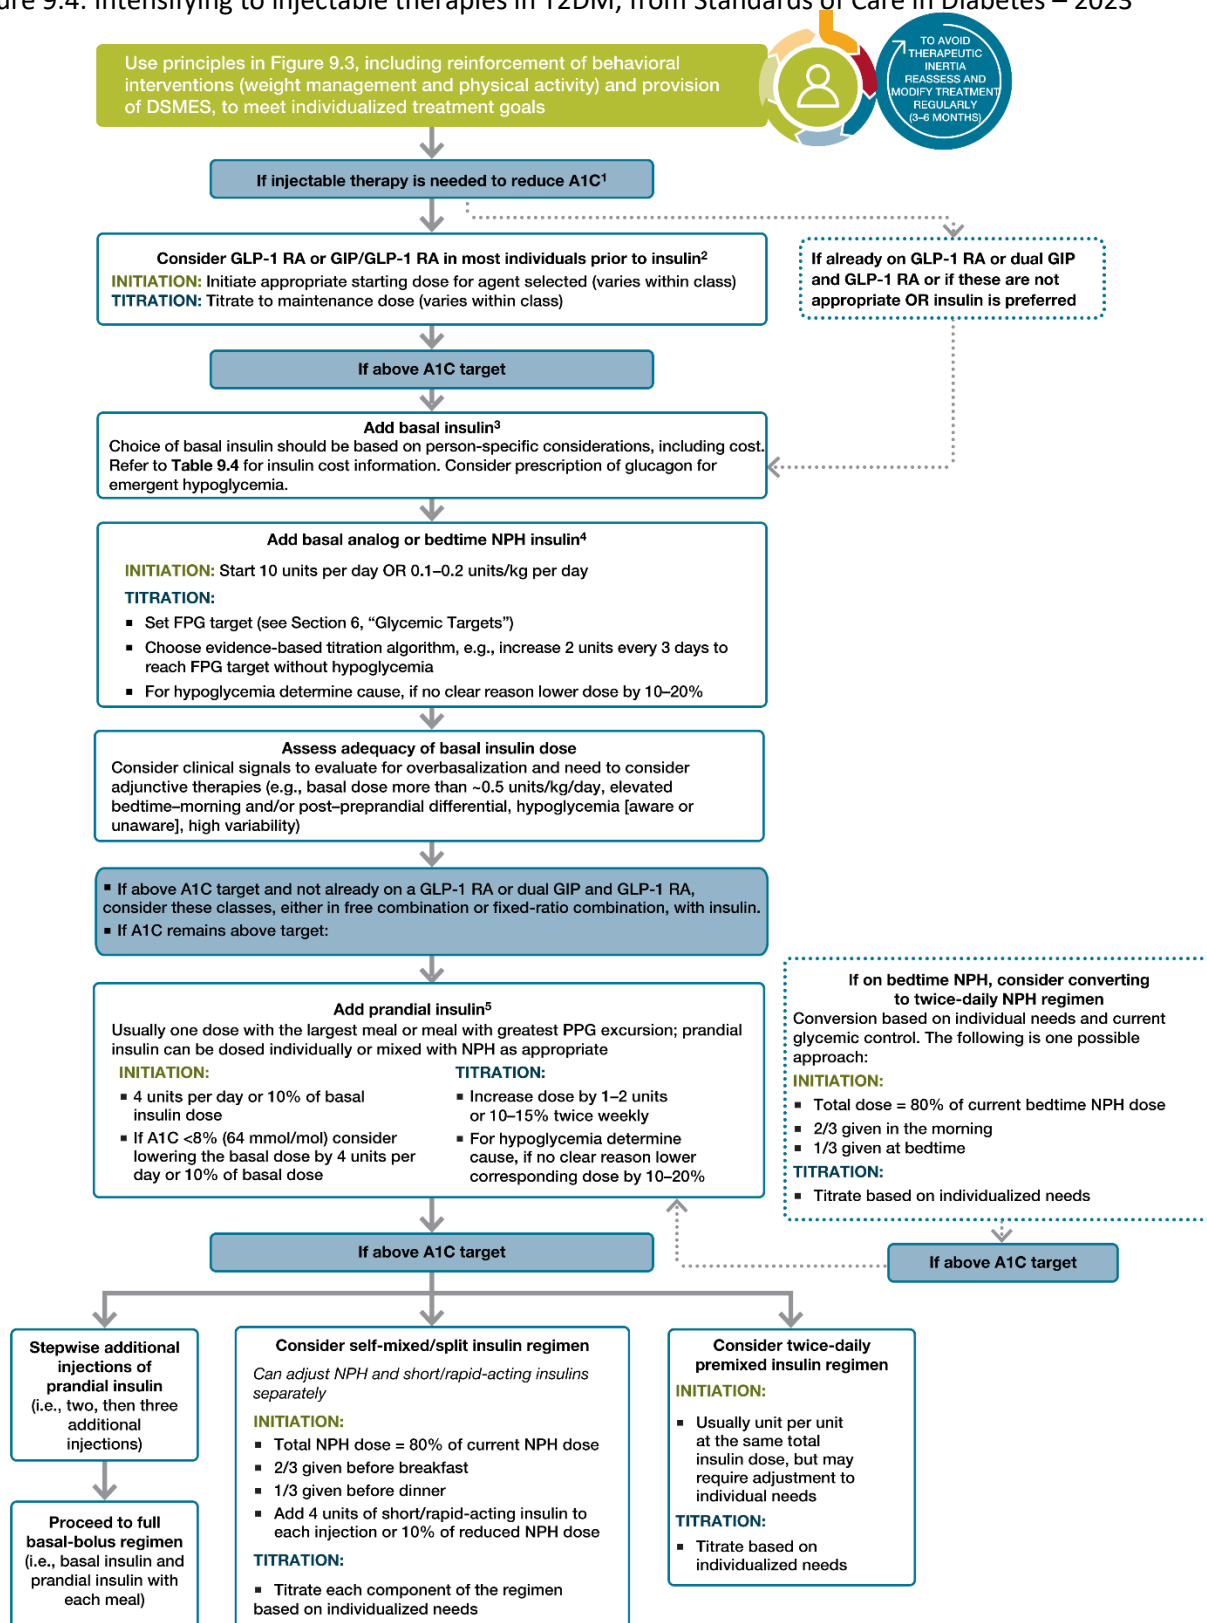 ure 9.4: Intensifying to injectable therapies in T2DM, from Standards of Care in Diabetes – 2023
Use principles in Figure 9.3, including reinforcement of behavioral
interventions (weight management and physical activity) and provision
of DSMES, to meet individualized treatment goals
TO AVOID
THERAPEUTIC
INERTIA
REASSESS AND
MODIFY TREATMENT
REGULARLY
(3–6 MONTHS)
If injectable therapy is needed to reduce A1C¹
Consider GLP-1 RA or GIP/GLP-1 RA in most individuals prior to insulin²
INITIATION: Initiate appropriate starting dose for agent selected (varies within class)
TITRATION: Titrate to maintenance dose (varies within class)
If already on GLP-1 RA or dual GIP
and GLP-1 RA or if these are not
appropriate OR insulin is preferred
If above A1C target
Add basal insulin³
Choice of basal insulin should be based on person-specific considerations, including cost.
Refer to Table 9.4 for insulin cost information. Consider prescription of glucagon for
emergent hypoglycemia.
Add basal analog or bedtime NPH insulin⁴
INITIATION: Start 10 units per day OR 0.1–0.2 units/kg per day
TITRATION:
▪ Set FPG target (see Section 6, “Glycemic Targets”)
▪ Choose evidence-based titration algorithm, e.g., increase 2 units every 3 days to
reach FPG target without hypoglycemia
▪ For hypoglycemia determine cause, if no clear reason lower dose by 10–20%
Assess adequacy of basal insulin dose
Consider clinical signals to evaluate for overbasalization and need to consider
adjunctive therapies (e.g., basal dose more than ~0.5 units/kg/day, elevated
bedtime–morning and/or post–preprandial differential, hypoglycemia [aware or
unaware], high variability)
▪ If above A1C target and not already on a GLP-1 RA or dual GIP and GLP-1 RA,
consider these classes, either in free combination or fixed-ratio combination, with insulin.
▪ If A1C remains above target:
Add prandial insulin⁵
Usually one dose with the largest meal or meal with greatest PPG excursion; prandial
insulin can be dosed individually or mixed with NPH as appropriate
INITIATION:
▪ 4 units per day or 10% of basal
insulin dose
▪ If A1C <8% (64 mmol/mol) consider
lowering the basal dose by 4 units per
day or 10% of basal dose
TITRATION:
▪ Increase dose by 1–2 units
or 10–15% twice weekly
▪ For hypoglycemia determine
cause, if no clear reason lower
corresponding dose by 10–20%
If on bedtime NPH, consider converting
to twice-daily NPH regimen
Conversion based on individual needs and current
glycemic control. The following is one possible
approach:
INITIATION:
▪ Total dose = 80% of current bedtime NPH dose
▪ 2/3 given in the morning
▪ 1/3 given at bedtime
TITRATION:
▪ Titrate based on individualized needs
If above A1C target
If above A1C target
Stepwise additional
injections of
prandial insulin
(i.e., two, then three
additional
injections)
Proceed to full
basal-bolus regimen
(i.e., basal insulin and
prandial insulin with
each meal)
Consider self-mixed/split insulin regimen
Can adjust NPH and short/rapid-acting insulins
separately
INITIATION:
▪ Total NPH dose = 80% of current NPH dose
▪ 2/3 given before breakfast
▪ 1/3 given before dinner
▪ Add 4 units of short/rapid-acting insulin to
each injection or 10% of reduced NPH dose
TITRATION:
▪ Titrate each component of the regimen
based on individualized needs
Consider twice-daily
premixed insulin regimen
INITIATION:
▪ Usually unit per unit
at the same total
insulin dose, but may
require adjustment to
individual needs
TITRATION:
▪ Titrate based on
individualized needs